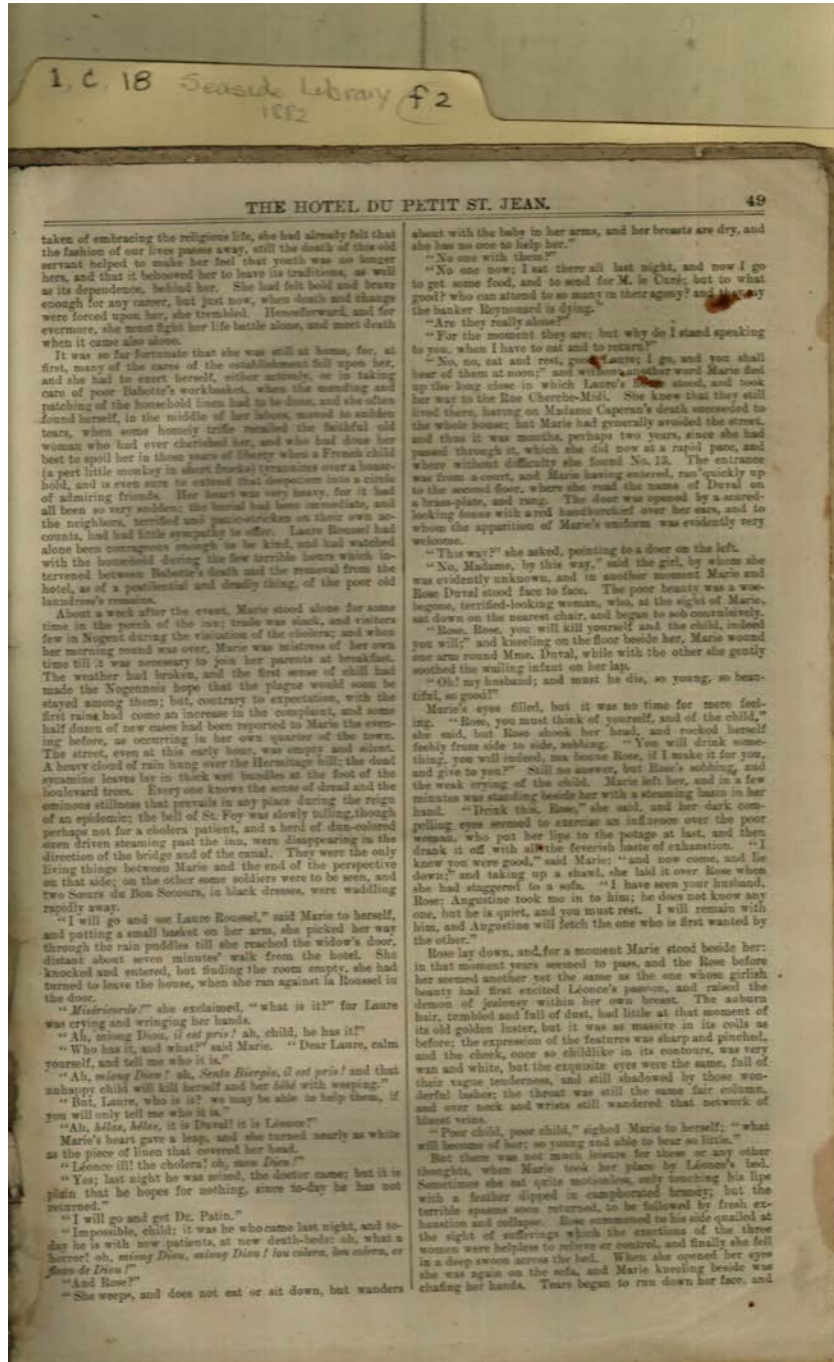 1, C, 18 Seaside Library f 2
1882
THE HOTEL DU PETIT ST. JEAN.
49
taken of embracing the religious life, she had already felt that
the fashion of our lives passes away, still the death of this old
servant helped to make her feel that youth was no longer
hers, and that it behooved her to leave its traditions, as well
as its dependence, behind her. She had felt bold and brave
enough for any career, but just now, when death and change
were forced upon her, she trembled. Henceforward, and for
evermore, she must fight her life battle alone, and meet death
when it came also alone.
It was so far fortunate that she was still at home, for, at
first, many of the cares of the establishment fell upon her,
and she had to exert herself, either actively, or in taking
care of poor Babotte's workbasket, when the mending and
patching of the household linen had to be done, and she often
found herself, in the middle of her labors, moved to sudden
tears, when some homely trifle recalled the faithful old
woman who had ever cherished her, and who had done her
best to spoil her in those years of liberty when a French child
(a pert little monkey in short frocks) tyrannizes over a house-
hold, and is even sure to extend that despotism into a circle
of admiring friends. Her heart was very heavy, for it had
all been so very sudden; the burial had been immediate, and
the neighbors, terrified and panic-stricken on their own ac-
counts, had had little sympathy to offer. Laure Roussel had
alone been courageous enough to be kind, and had watched
with the household during the few terrible hours which in-
tervened between Babotte's death and the removal from the
hotel, as of a pestilential and deadly thing, of the poor old
laundress's remains.
About a week after the event, Marie stood alone for some
time in the porch of the inn; trade was slack, and visitors
few in Nogent during the visitation of the cholera; and when
her morning round was over, Marie was mistress of her own
time till it was necessary to join her parents at breakfast.
The weather had broken, and the first sense of chill had
made the Nogennois hope that the plague would soon be
stayed among them; but, contrary to expectation, with the
first rains had come an increase in the complaint, and some
half dozen of new cases had been reported to Marie the even-
ing before, as occurring in her own quarter of the town.
The street, even at this early hour, was empty and silent.
A heavy cloud of rain hung over the Hermitage hill; the dead
sycamine leaves lay in thick wet bundles at the foot of the
boulevard trees. Every one knows the sense of dread and the
ominous stillness that prevails in any place during the reign
of an epidemic; the bell of St. Foy was slowly tolling, though
perhaps not for a cholera patient, and a herd of dun-colored
oxen driven steaming past the inn, were disappearing in the
direction of the bridge and of the canal. They were the only
living things between Marie and the end of the perspective
on that side; on the other some soldiers were to be seen, and
two Sœurs du Bon Secours, in black dresses, were waddling
rapidly away.
"I will go and see Laure Roussel," said Marie to herself,
and putting a small basket on her arm, she picked her way
through the rain puddles till she reached the widow's door,
distant about seven minutes' walk from the hotel. She
knocked and entered, but finding the room empty, she had
turned to leave the house, when she ran against la Roussel in
the door.
"Miséricorde!" she exclaimed, "what is it?" for Laure
was crying and wringing her hands.
"Ah, miong Diou, il est pris! ah, child, he has it!"
"Who has it, and what?" said Marie. "Dear Laure, calm
yourself, and tell me who it is."
"Ah, miong Diou! ah, Sento Biergio, il est pris! and that
unhappy child will kill herself and her bébé with weeping."
"But, Laure, who is it? we may be able to help them, if
you will only tell me who it is."
"Ah, hélas, hélas, it is Duval! it is Léonce!"
Marie's heart gave a leap, and she turned nearly as white
as the piece of linen that covered her head.
"Léonce ill! the cholera! oh, mon Dieu!"
"Yes; last night he was seized, the doctor came; but it is
plain that he hopes for nothing, since to-day he has not
returned."
"I will go and get Dr. Patin."
"Impossible, child; it was he who came last night, and to-
day he is with new patients, at new death-beds; oh, what a
horror! oh, miong Diou, miong Diou! lou colera, lou colera, es
de Diou!"
"And Rose?"
"She weeps, and does not eat or sit down, but wanders
about with the baby in her arms, and her breasts are dry, and
she has no one to help her."
"No one with them?"
"No one now; I sat there all last night, and now I go
to get some food, and to send for M. le Curé; but to what
good? who can attend to so many in their agony? and they say
the banker Reynouard is dying."
"Are they really alone?"
"For the moment they are; but why do I stand speaking
to you, when I have to eat and to return?"
"No, no, eat and rest, good Laure; I go, and you shall
hear of them at noon;" and without another word Marie fled
up the long close in which Laure's stood, and took
her way to the Rue Cherche-Midi. She knew that they still
lived there, having on Madame Caperan's death succeeded to
the whole house; but Marie had generally avoided the street,
and thus it was months, perhaps two years, since she had
passed through it, which she did now at a rapid pace, and
where without difficulty she found No. 13. The entrance
was from a court, and Marie having entered, ran quickly up
to the second floor, where she read the name of Duval on
a brass-plate, and rang. The door was opened by a scared-
looking bonne with a red handkerchief over her ears, and to
whom the apparition of Marie's uniform was evidently very
welcome.
"This way?" she asked, pointing to a door on the left.
"No, Madame, by this way," said the girl, by whom she
was evidently unknown, and in another moment Marie and
Rose Duval stood face to face. The poor beauty was a woe-
begone, terrified-looking woman, who, at the sight of Marie,
sat down on the nearest chair, and began to sob convulsively.
"Rose, Rose, you will kill yourself and the child, indeed
you will;" and kneeling on the floor beside her, Marie wound
one arm round Mme. Duval, while with the other she gently
soothed the wailing infant on her lap.
"Oh! my husband; and must he die, so young, so beau-
tiful, so good!"
Marie's eyes filled, but it was no time for mere feel-
ing. "Rose, you must think of yourself, and of the child,"
she said, but Rose shook her head, and rocked herself
feebly from side to side, sobbing. "You will drink some-
thing, you will indeed, ma bonne Rose, if I make it for you,
and give to you?" Still no answer, but Rose's sobbing, and
the weak crying of the child. Marie left her, and in a few
minutes was standing beside her with a steaming basin in her
hand. "Drink this, Rose," she said, and her dark com-
pelling eyes seemed to exercise an influence over the poor
woman, who put her lips to the potage at last, and then
drank it off with all the feverish haste of exhaustion. "I
knew you were good," said Marie; "and now come, and lie
down;" and taking up a shawl, she laid it over Rose when
she had staggered to a sofa. "I have seen your husband,
Rose; Angustine took me in to him; he does not know any
one, but he is quiet, and you must rest. I will remain with
him, and Augustine will fetch the one who is first wanted by
the other."
Rose lay down, and for a moment Marie stood beside her:
in that moment years seemed to pass, and the Rose before
her seemed another yet the same as the one whose girlish
beauty had first excited Léonce's passion, and raised the
demon of jealousy within her own breast. The auburn
hair, tumbled and full of dust, had little at that moment of
its old golden luster, but it was as massive in its coils as
before; the expression of the features was sharp and pinched,
and the cheek, once so childlike in its contours, was very
wan and white, but the exquisite eyes were the same, full of
their vague tenderness, and still shadowed by those won-
derful lashes; the throat was still the same fair column,
and over neck and wrists still wandered that network of
bluest veins.
"Poor child, poor child," sighed Marie to herself; "what
will become of her; so young and able to bear so little."
But there was not much leisure for these or any other
thoughts, when Marie took her place by Léonce's bed.
Sometimes she sat quite motionless, only touching his lips
with a feather dipped in camphorated brandy; but the
terrible spasms soon returned, to be followed by fresh ex-
haustion and collapse. Rose summoned to his side quailed at
the sight of sufferings which the exertions of the three
women were helpless to relieve or control, and finally she fell
in a deep swoon across the bed. When she opened her eyes
she was again on the sofa, and Marie kneeling beside was
chafing her hands. Tears began to run down her face, and